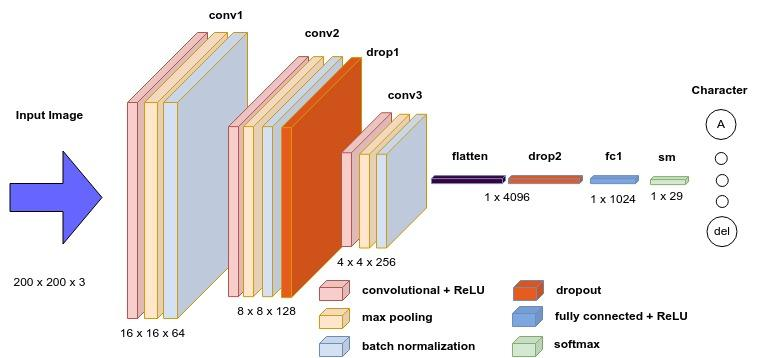 conv1
conv2
drop1
conv3
Input Image
Character
A
flatten
drop2
fc1
sm
1 x 4096
1 x 1024
1 x 29
del
4 x 4 x 256
200 x 200 x 3
8 x 8 x 128
16 x 16 x 64
convolutional + ReLU
dropout
max pooling
fully connected + ReLU
batch normalization
softmax